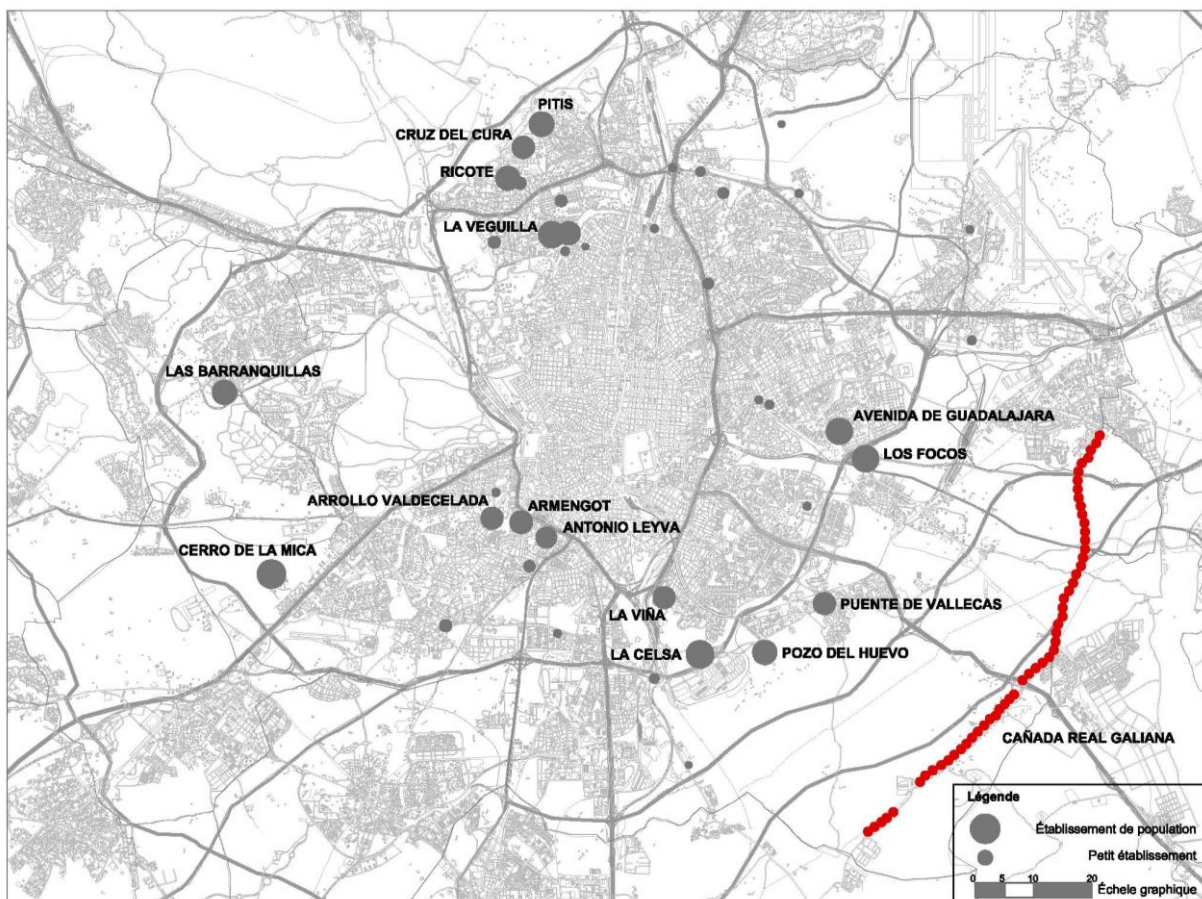 PITIS
CRUZ DEL CURA
RICOTE
LA VEGUILLA
LAS BARRANQUILLAS
AVENIDA DE GUADALAJARA
LOS FOCOS
ARROLLO VALDECELADA
ARMENGOT
ANTONIO LEYVA
CERRO DE LA MICA
LA VIÑA
PUENTE DE VALLECAS
LA CELSA
POZO DEL HUEVO
CAÑADA REAL GALIANA
Légende
Établissement de population
Petit établissement
0 5 10 20
Échele graphique